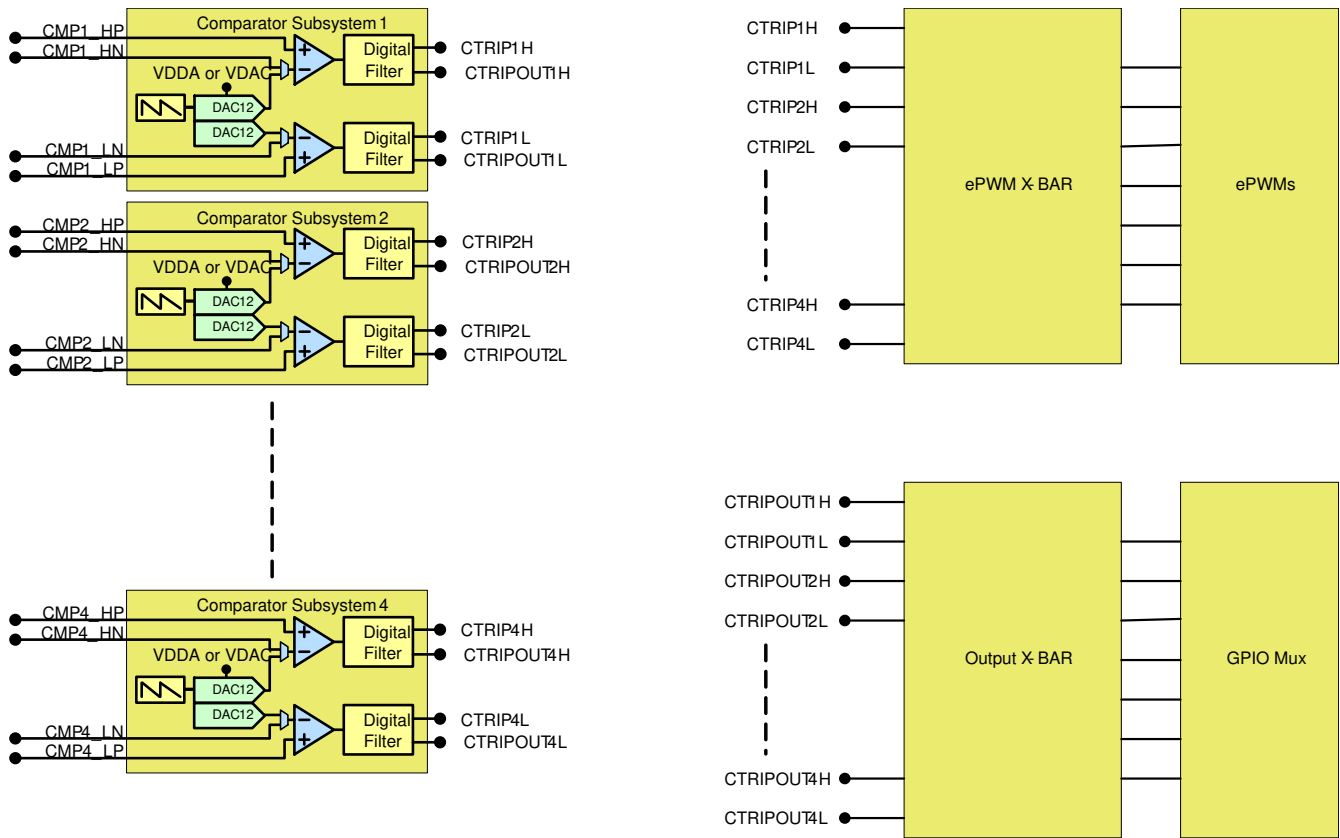 Comparator Subsystem 1
CMP1_HP
CMP1_HN
VDDA or VDAC
DAC12
DAC12
CMP1_LN
CMP1_LP
+
−
−
+
Digital
Filter
Digital
Filter
CTRIP1H
CTRIPOUT1H
CTRIP1L
CTRIPOUT1L
Comparator Subsystem 2
CMP2_HP
CMP2_HN
VDDA or VDAC
DAC12
DAC12
CMP2_LN
CMP2_LP
+
−
−
+
Digital
Filter
Digital
Filter
CTRIP2H
CTRIPOUT2H
CTRIP2L
CTRIPOUT2L
Comparator Subsystem 4
CMP4_HP
CMP4_HN
VDDA or VDAC
DAC12
DAC12
CMP4_LN
CMP4_LP
+
−
−
+
Digital
Filter
Digital
Filter
CTRIP4H
CTRIPOUT4H
CTRIP4L
CTRIPOUT4L
CTRIP1H
CTRIP1L
CTRIP2H
CTRIP2L
CTRIP4H
CTRIP4L
ePWM X-BAR
ePWMs
CTRIPOUT1H
CTRIPOUT1L
CTRIPOUT2H
CTRIPOUT2L
CTRIPOUT4H
CTRIPOUT4L
Output X-BAR
GPIO Mux